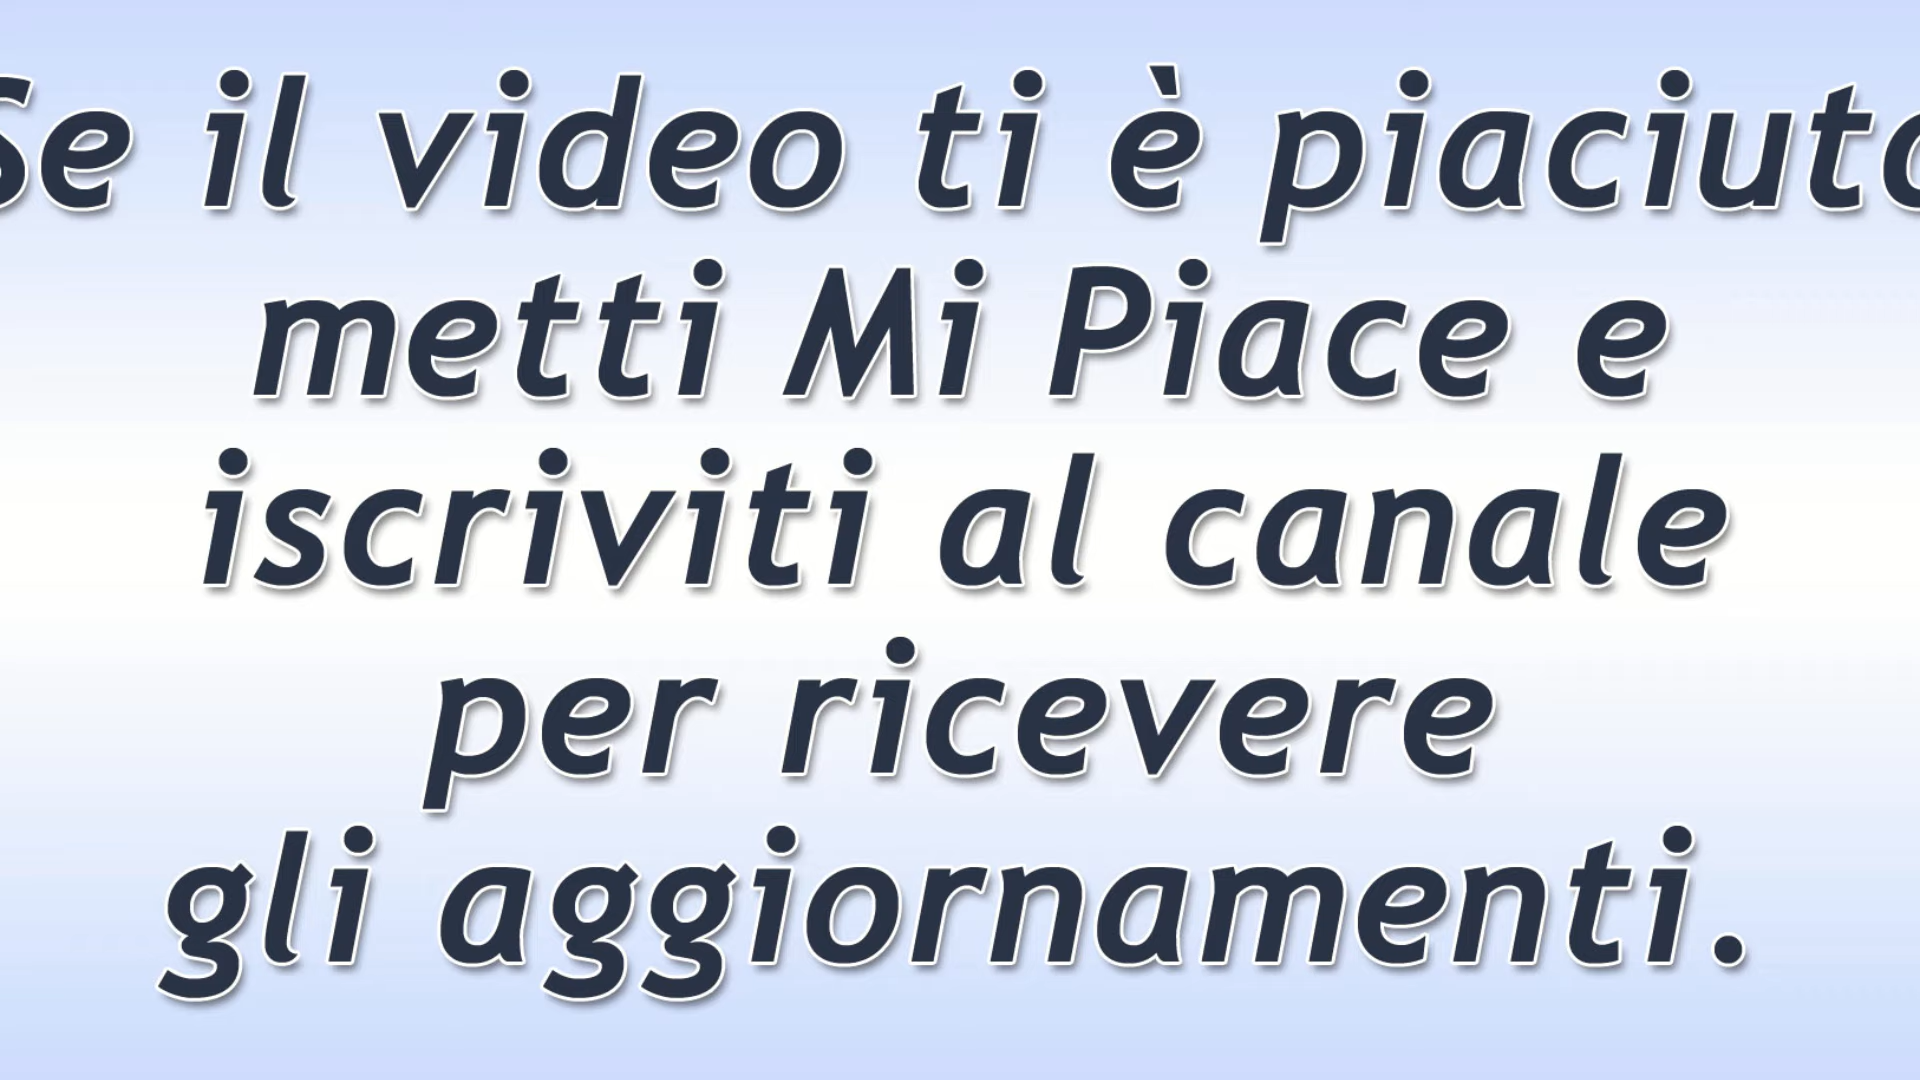 Se il video ti è piaciuto
metti Mi Piace e
iscriviti al canale
per ricevere
gli aggiornamenti.